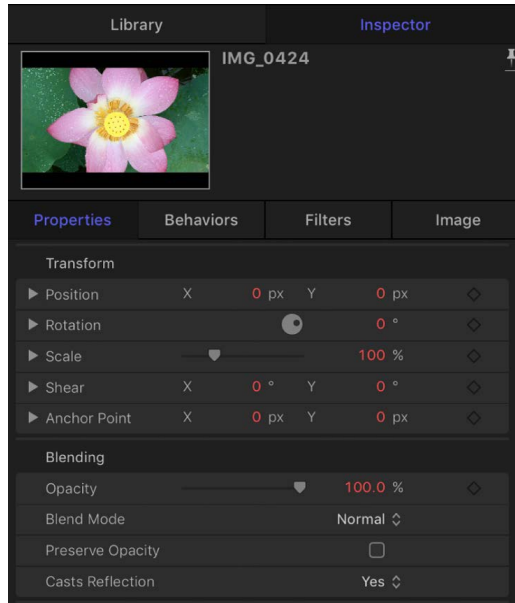 Library Inspector
IMG_0424
Properties Behaviors Filters Image
Transform
Position X 0 px Y 0 px
Rotation 0 °
Scale 100 %
Shear X 0 ° Y 0 °
Anchor Point X 0 px Y 0 px
Blending
Opacity 100.0 %
Blend Mode Normal
Preserve Opacity
Casts Reflection Yes